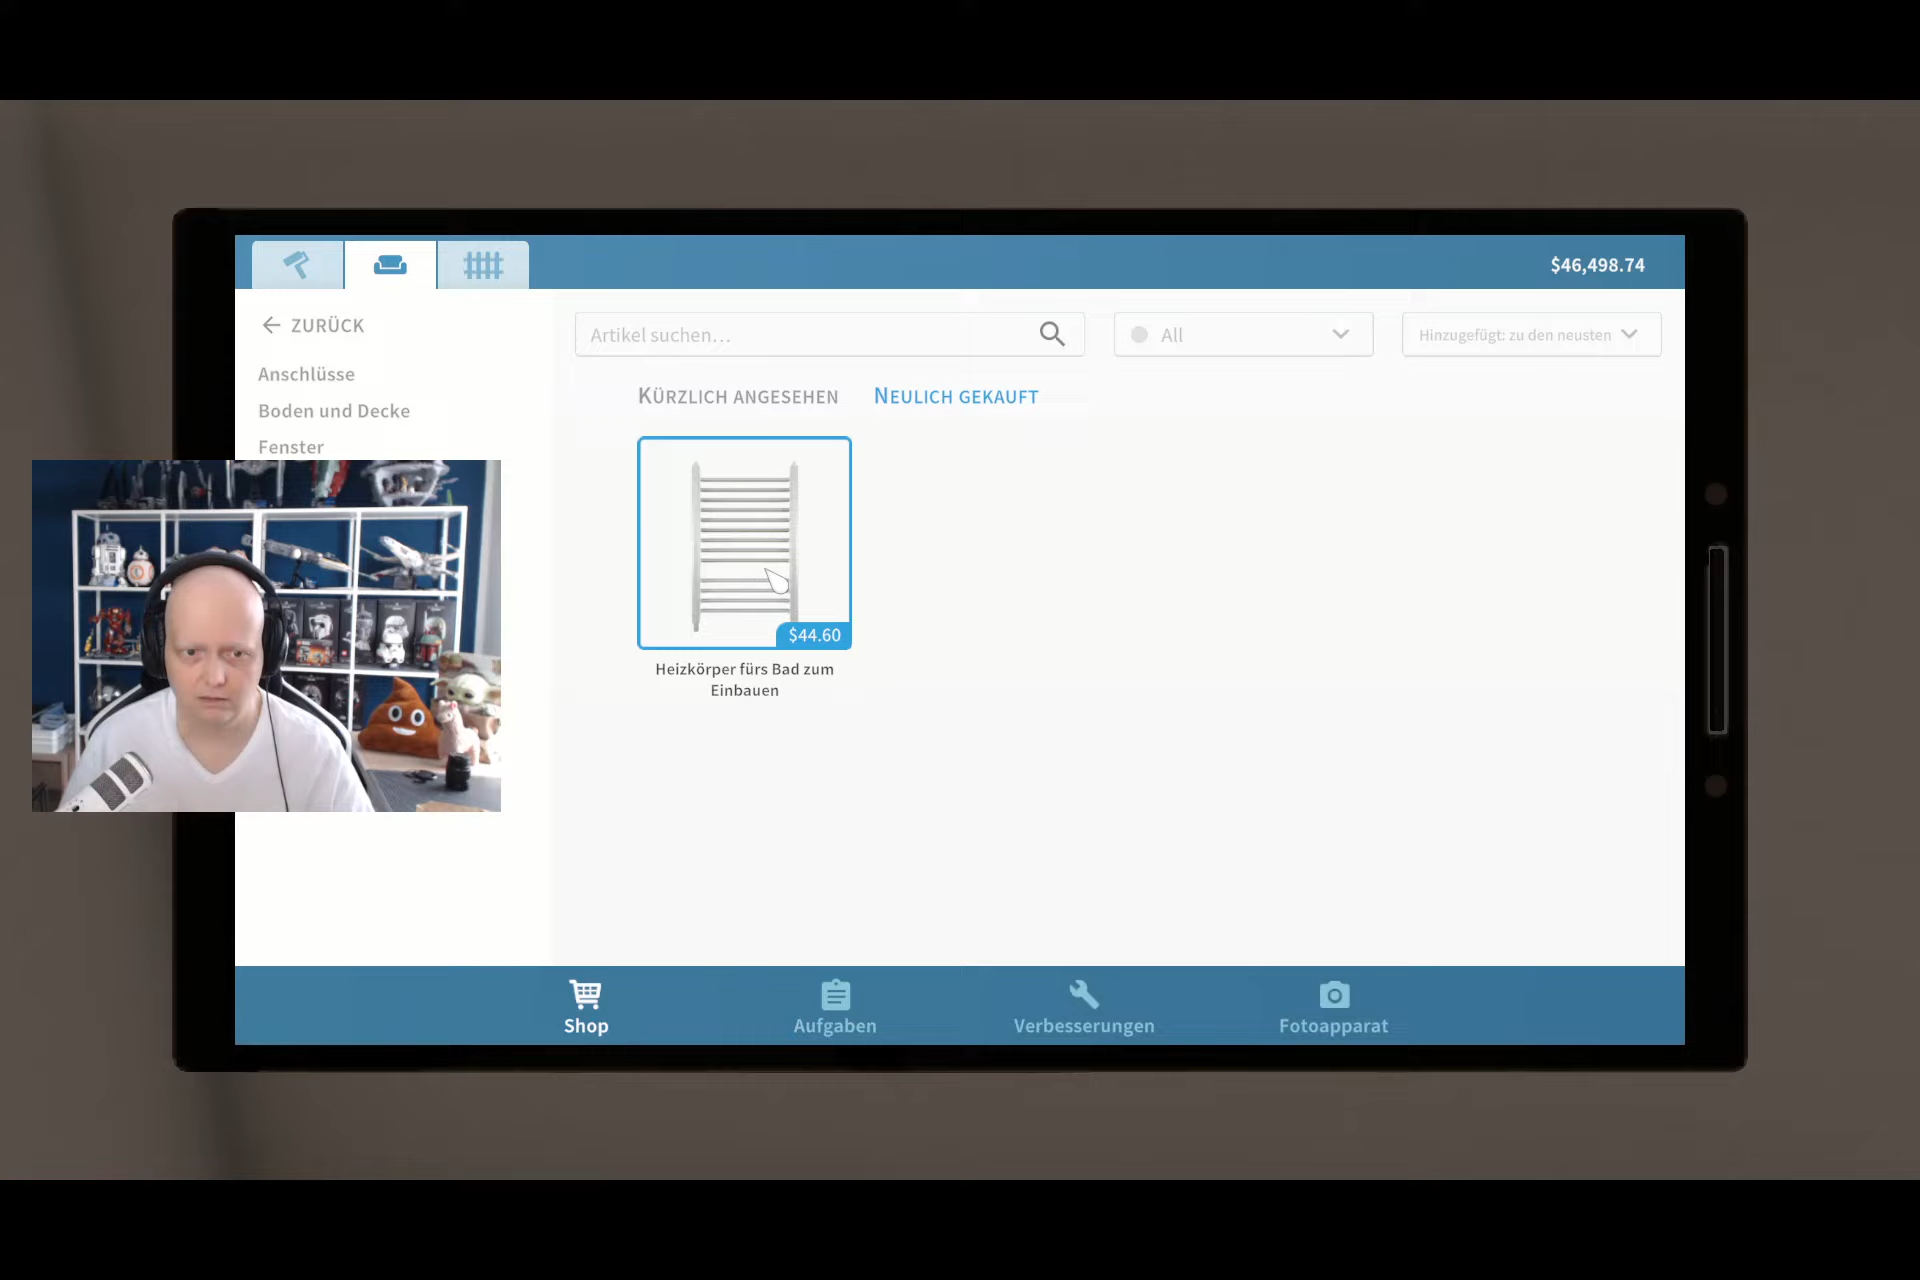 $46,498.74
ZURÜCK
Artikel suchen...
All
Hinzugefügt: zu den neusten
Anschlüsse
Boden und Decke
Fenster
KÜRZLICH ANGESEHEN
NEULICH GEKAUFT
$44.60
Heizkörper fürs Bad zum
Einbauen
Shop
Aufgaben
Verbesserungen
Fotoapparat